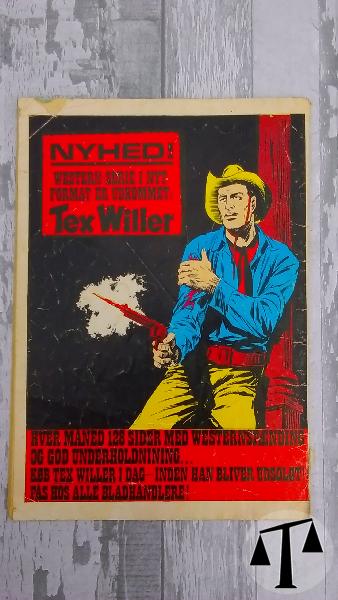 NYHED!
WESTERN SERIE I NYT
FORMAT ER UDKOMMET:
Tex Willer
HVER MÅNED 128 SIDER MED WESTERNSPÆNDING
OG GOD UNDERHOLDNINING...
KØB TEX WILLER I DAG - INDEN HAN BLIVER UDSOLGT
FÅS HOS ALLE BLADHANDLERE!